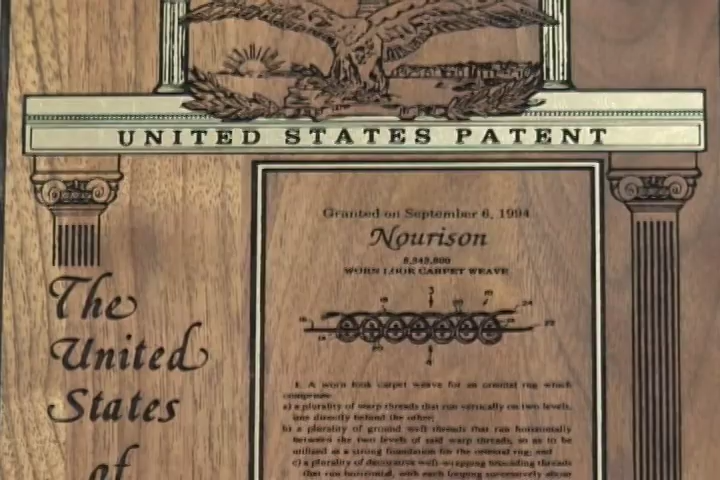 UNITED STATES PATENT
Granted on September 6, 1994
Nourison
WORN LOOK CARPET WEAVE
The
United
States
of
1. A worn look carpet weave for an oriental rug which
comprises:
a) a plurality of warp threads that run vertically on two levels,
one directly behind the other;
b) a plurality of ground weft threads that run horizontally
between the two levels of said warp threads, so as to be
utilized as a strong foundation for the oriental rug; and
c) a plurality of decorative weft-wrapping binding threads
that run horizontal, with each looping successively about